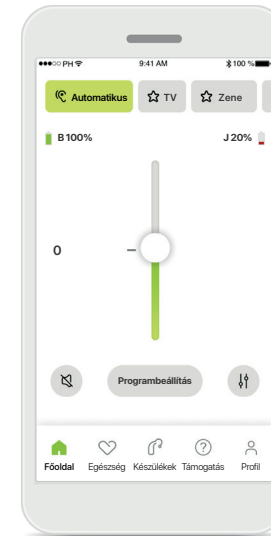 PH 9:41 AM 100 %
Automatikus TV Zene
B 100% J 20%
0
Programbeállítás
Főoldal Egészség Készülékek Támogatás Profil